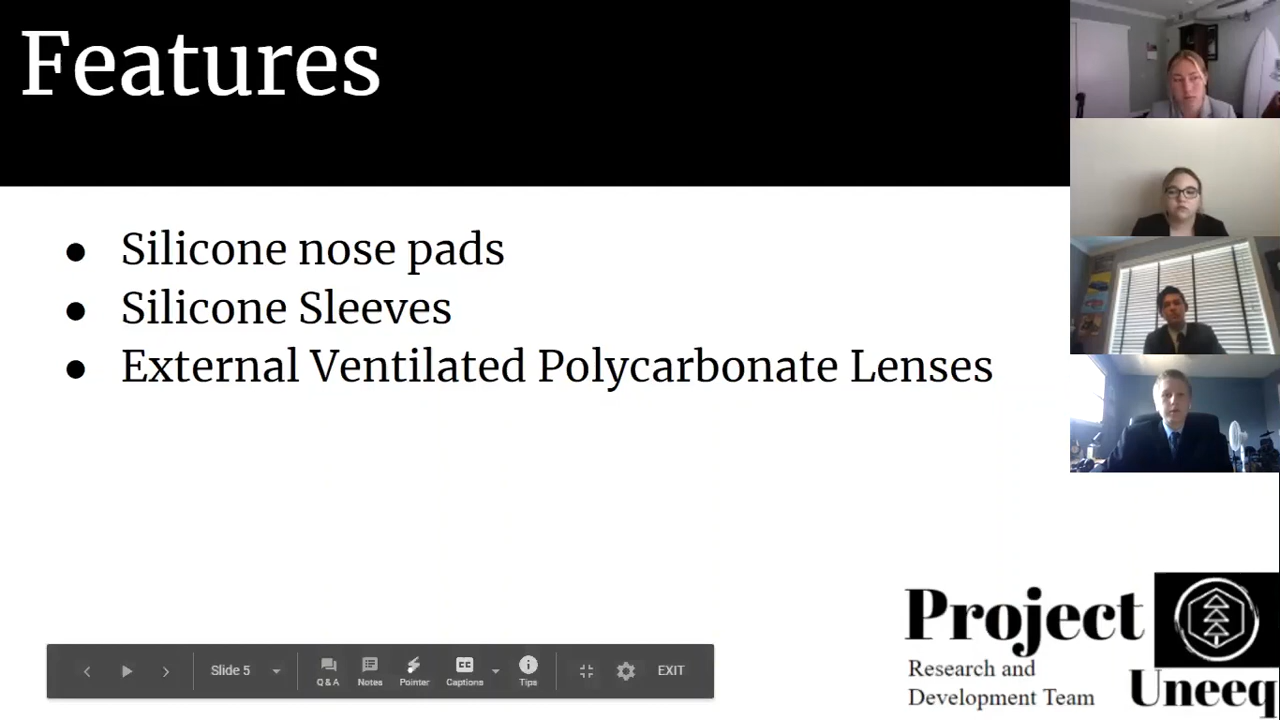 Features
● Silicone nose pads
● Silicone Sleeves
● External Ventilated Polycarbonate Lenses
Project
Research and
Development Team
Uneeq
Slide 5
Q & A
Notes
Pointer
CC
Captions
Tips
EXIT